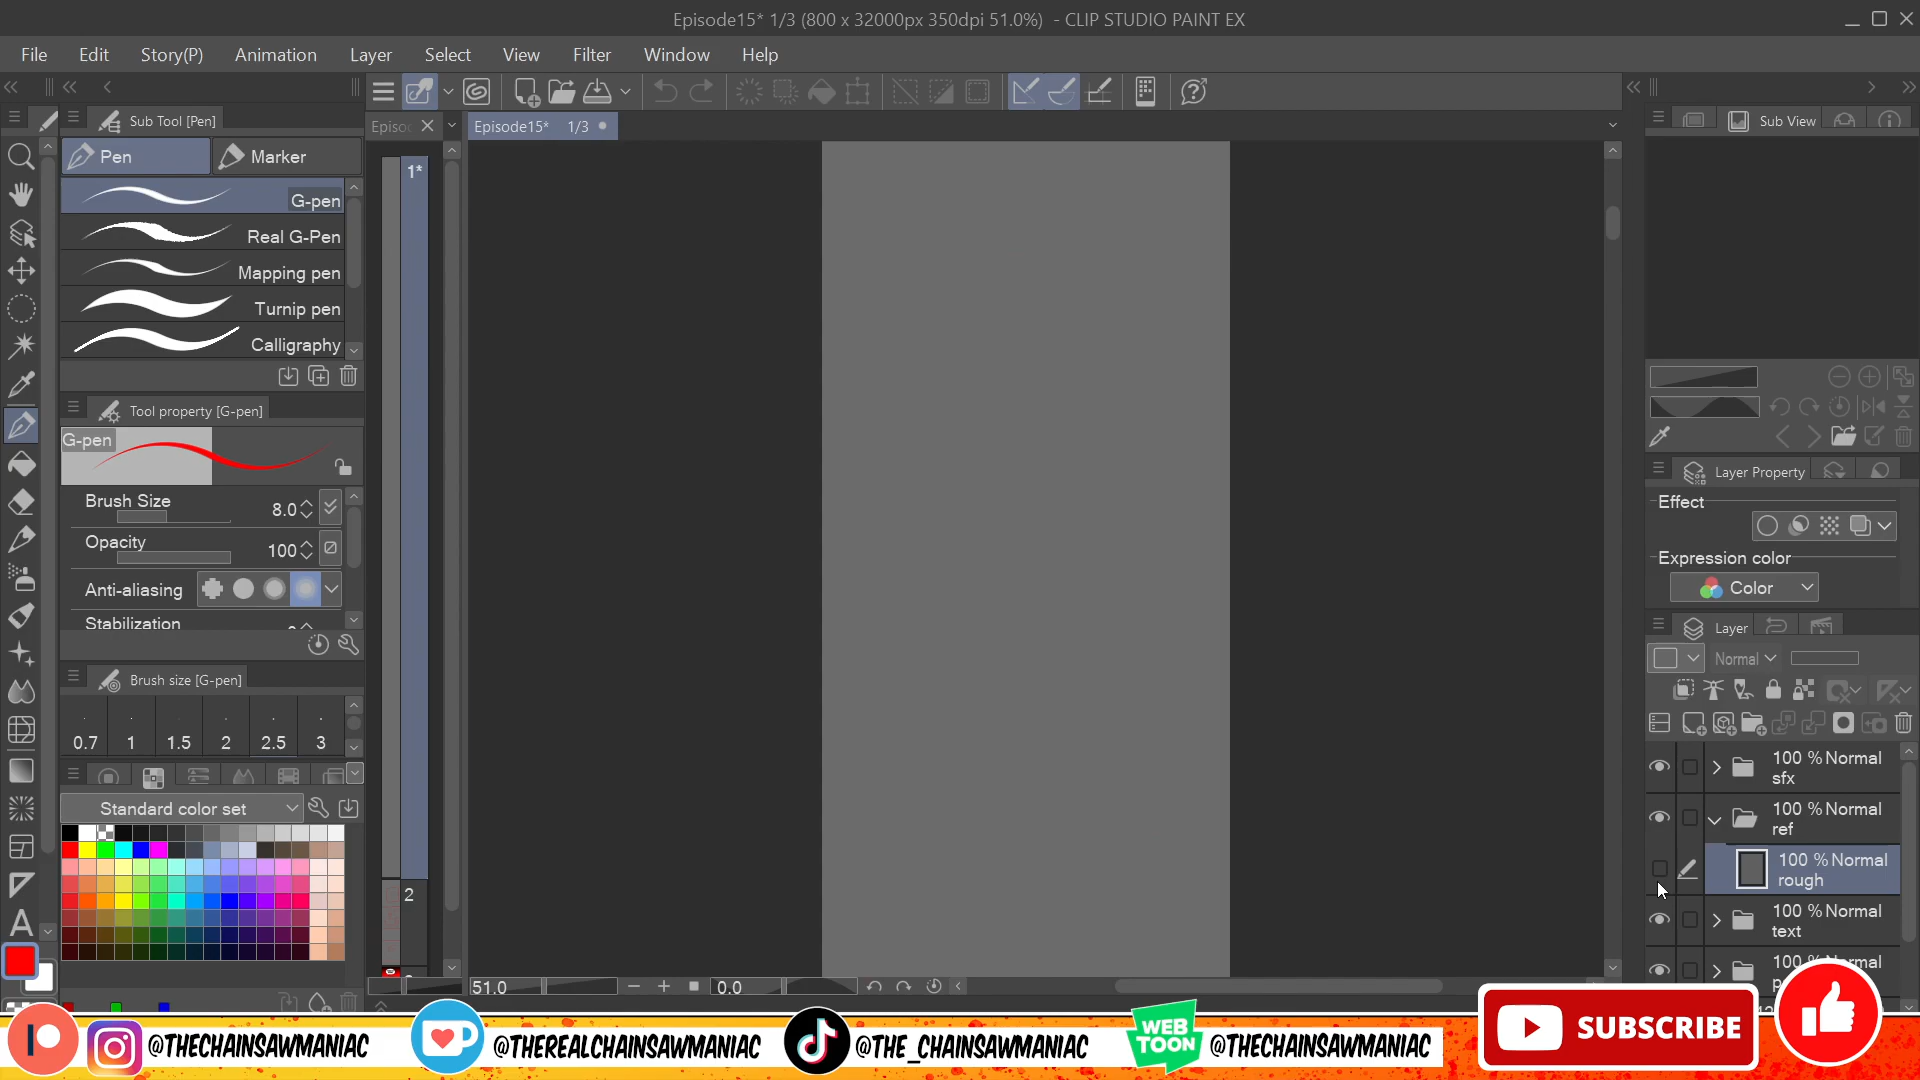 Episode15* 1/3 (800 x 32000px 350dpi 51.0%) - CLIP STUDIO PAINT EX
File Edit Story(P) Animation Layer Select View Filter Window Help
Sub Tool [Pen]
Pen Marker
G-pen
Real G-Pen
Mapping pen
Turnip pen
Calligraphy
Tool property [G-pen]
G-pen
Brush Size 8.0
Opacity 100
Anti-aliasing
Stabilization
Brush size [G-pen]
0.7 1 1.5 2 2.5 3
Standard color set
Episo
Episode15* 1/3
1*
2
51.0 0.0
Sub View
Layer Property
Effect
Expression color
Color
Layer
Normal
100 % Normal
sfx
100 % Normal
ref
100 % Normal
rough
100 % Normal
text
100 % Normal
@THECHAINSAWMANIAC
@THEREALCHAINSAWMANIAC
@THE_CHAINSAWMANIAC
WEB
TOON
@THECHAINSAWMANIAC
SUBSCRIBE